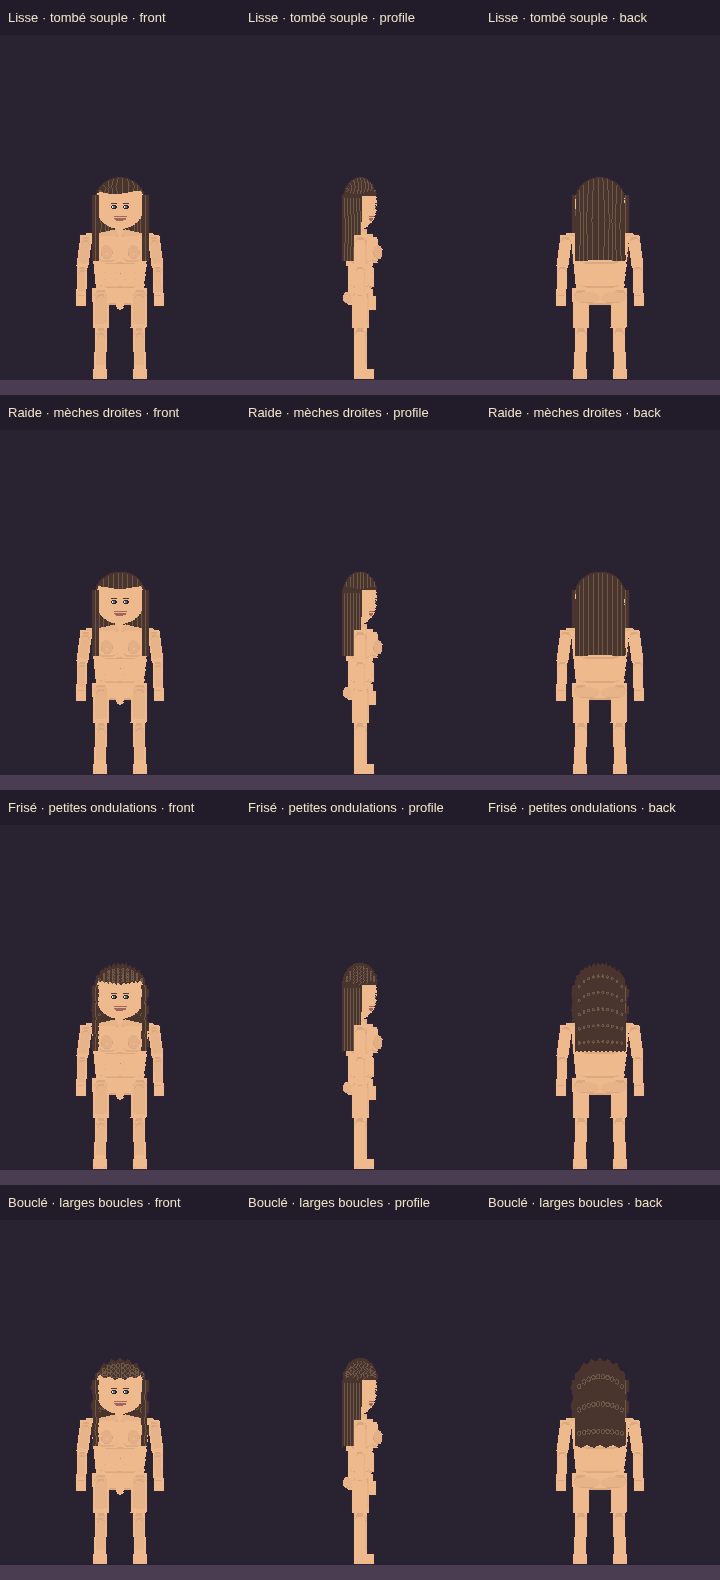 Lisse · tombé souple · front
Lisse · tombé souple · profile
Lisse · tombé souple · back
Raide · mèches droites · front
Raide · mèches droites · profile
Raide · mèches droites · back
Frisé · petites ondulations · front
Frisé · petites ondulations · profile
Frisé · petites ondulations · back
Bouclé · larges boucles · front
Bouclé · larges boucles · profile
Bouclé · larges boucles · back